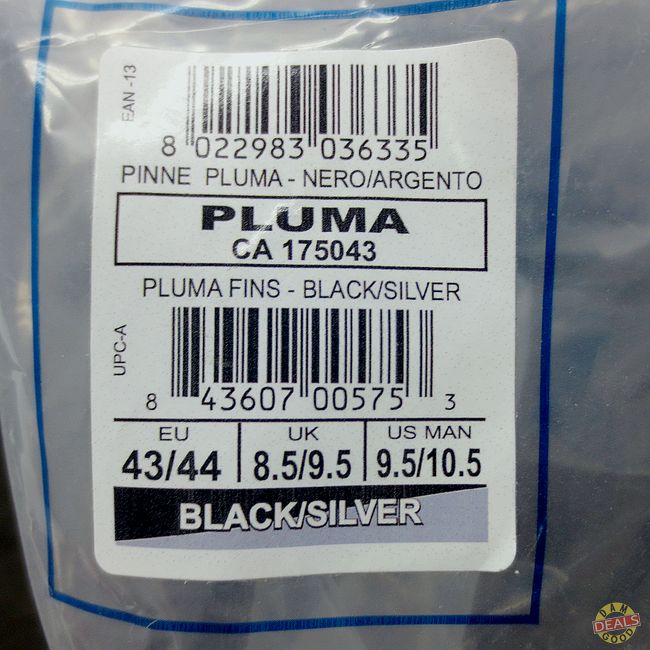 EAN -13
8 022983 036335
PINNE PLUMA - NERO/ARGENTO
PLUMA
CA 175043
PLUMA FINS - BLACK/SILVER
UPC-A
8 43607 00575 3
EU UK US MAN
43/44 8.5/9.5 9.5/10.5
BLACK/SILVER
DAM
DEALS
GOOD